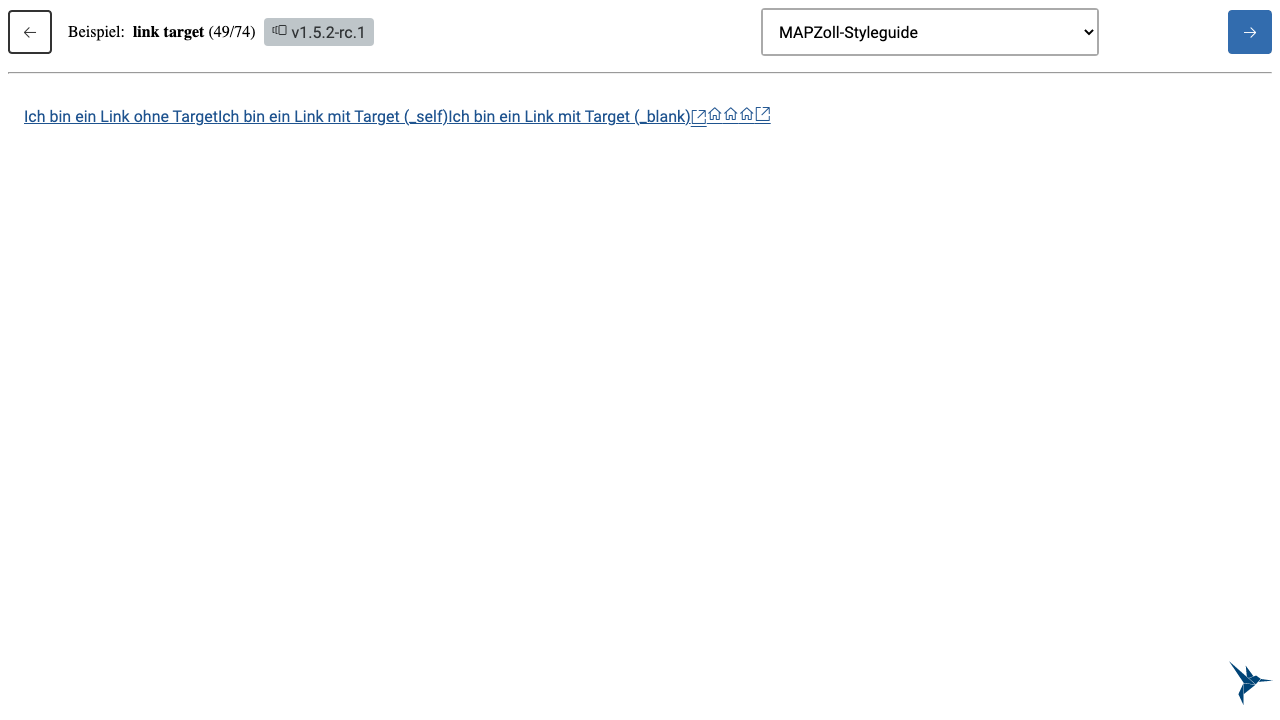 Beispiel: link target (49/74) v1.5.2-rc.1 MAPZoll-Styleguide
Ich bin ein Link ohne TargetIch bin ein Link mit Target (_self)Ich bin ein Link mit Target (_blank)